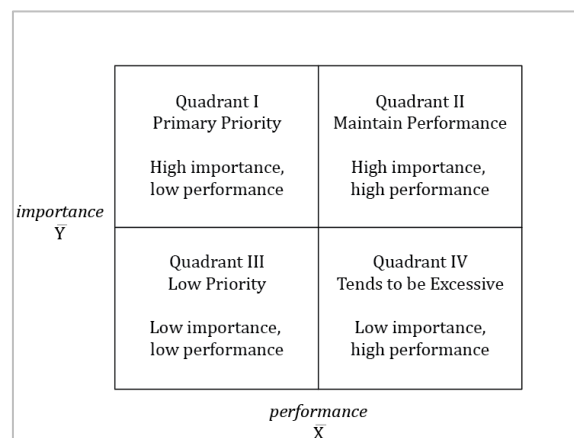 Quadrant I
Primary Priority
High importance,
low performance
Quadrant II
Maintain Performance
High importance,
high performance
importance
Y̅
Quadrant III
Low Priority
Low importance,
low performance
Quadrant IV
Tends to be Excessive
Low importance,
high performance
performance
X̅